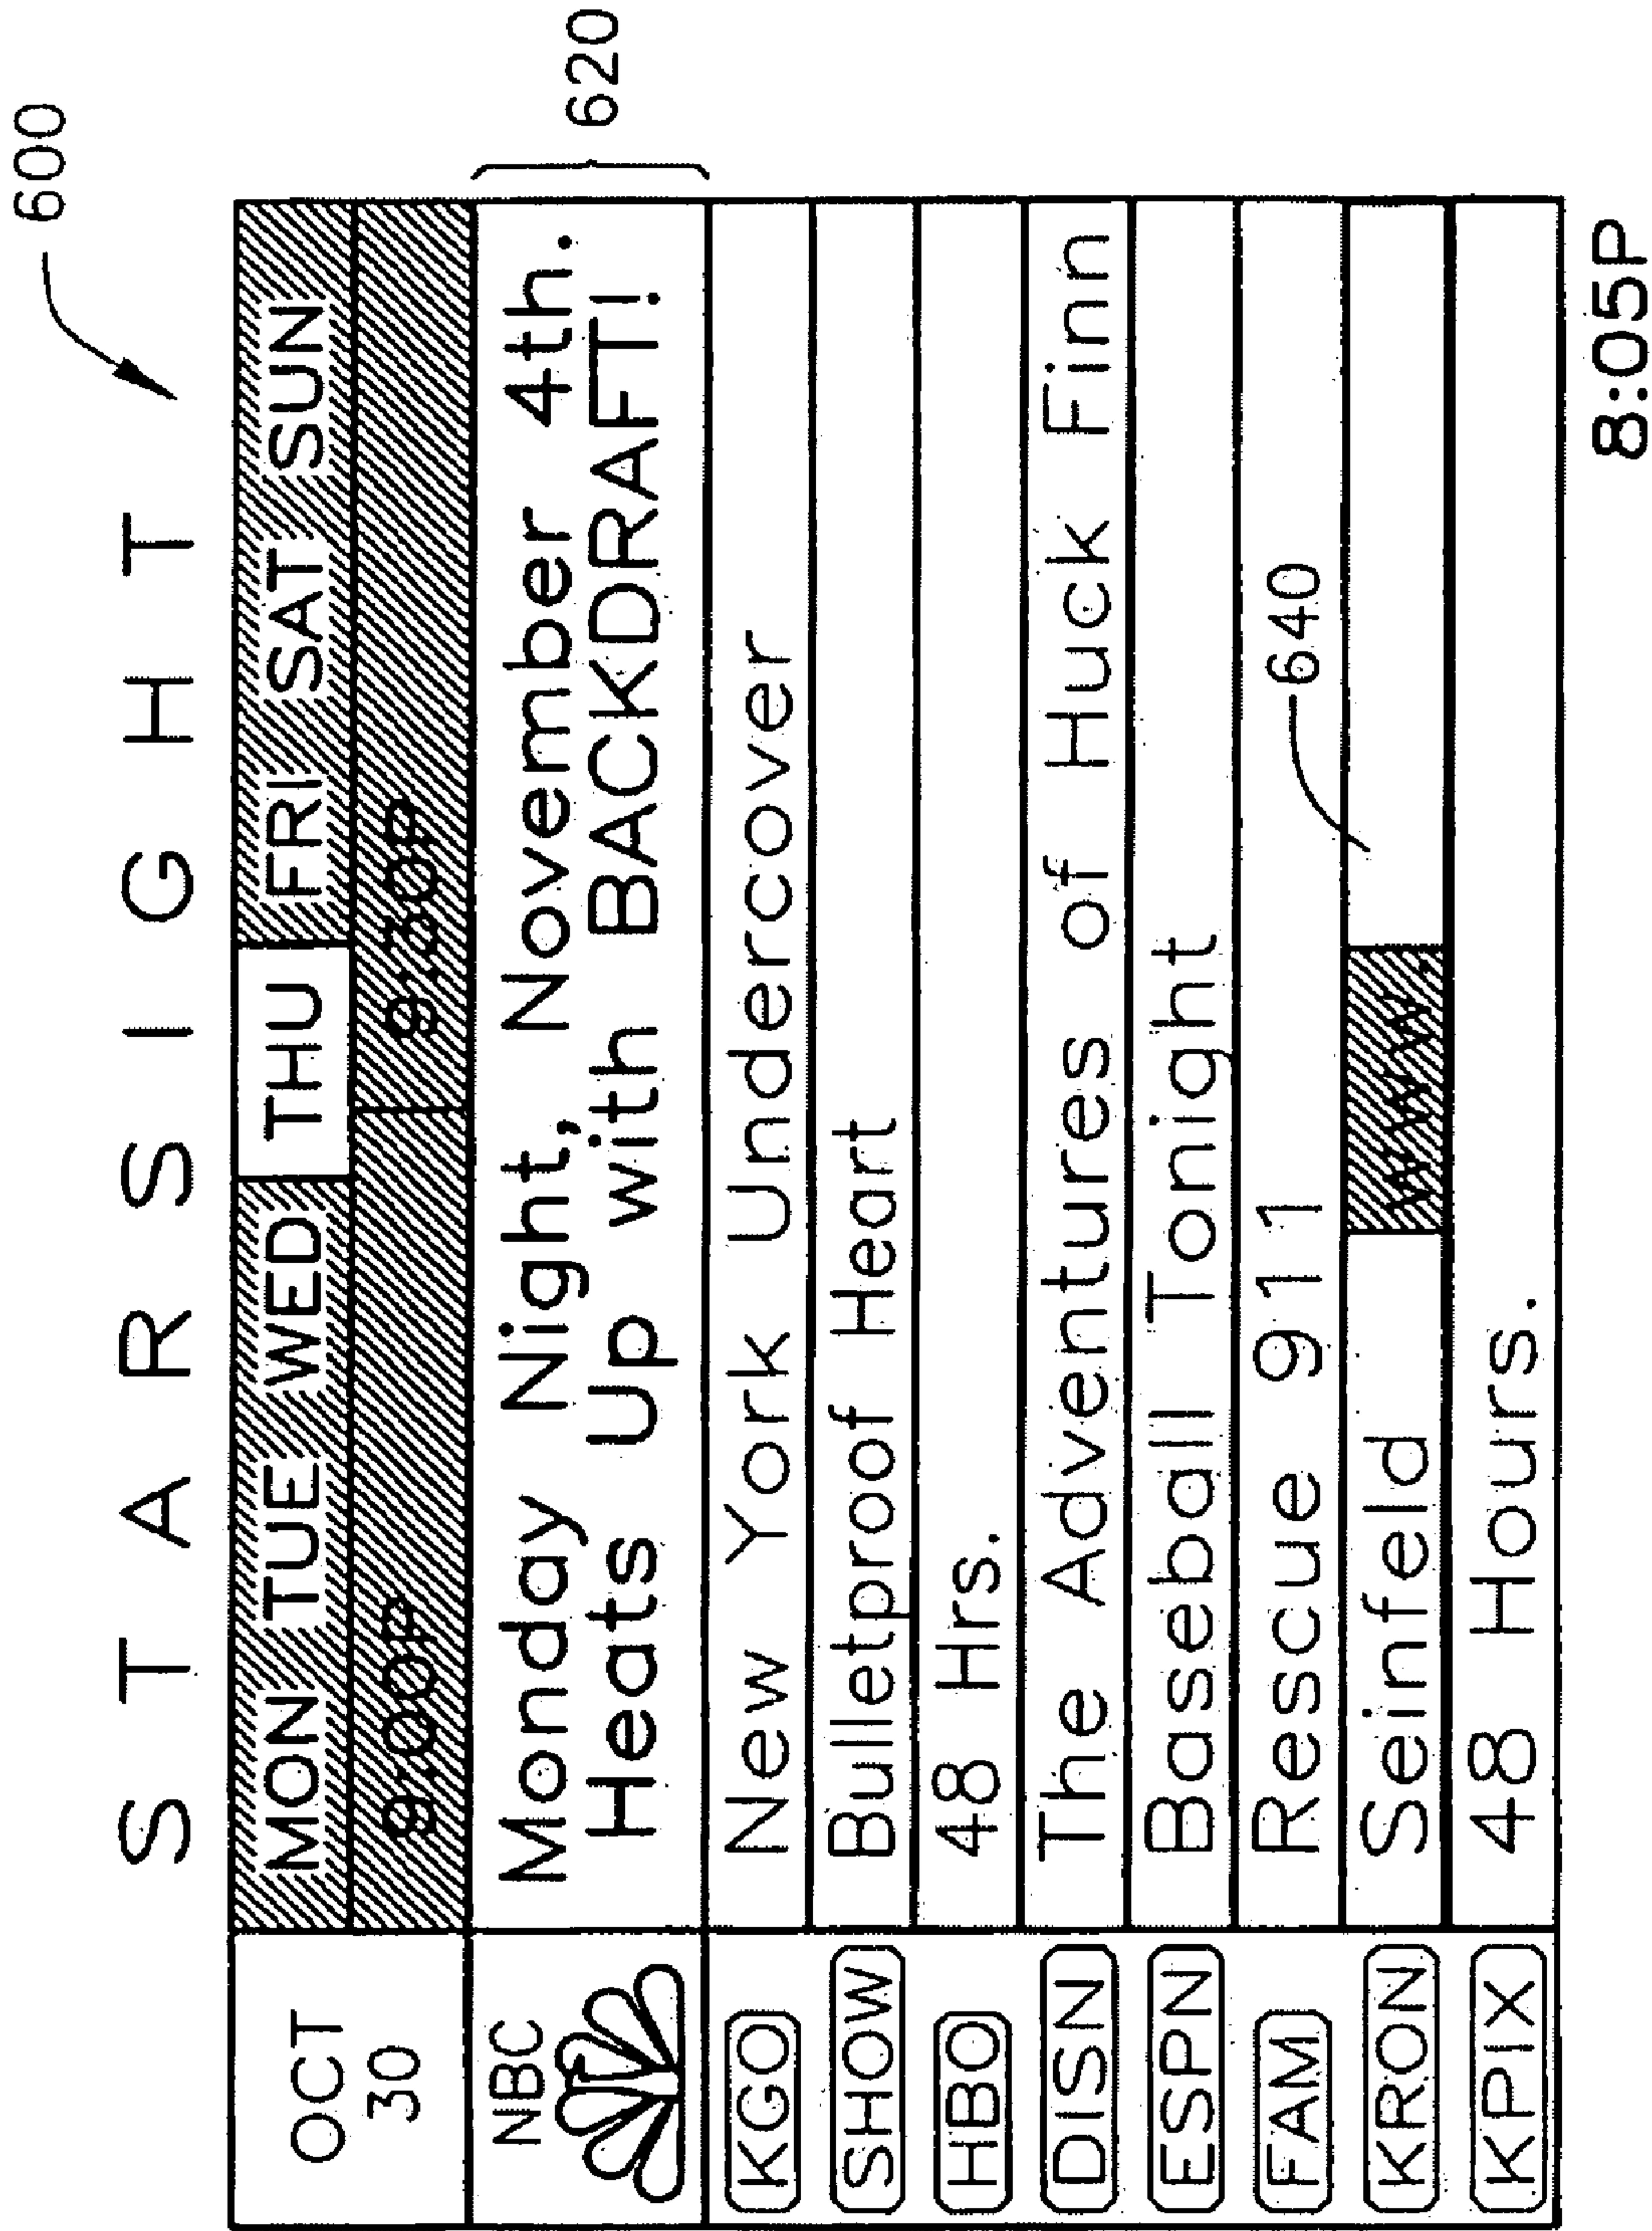 600
STARSIGHT
OCT 30 MON TUE WED THU FRI SAT SUN
9:00P 9:30P
NBC Monday Night, November 4th.
Heats Up with BACKDRAFT!
620
KGO New York Undercover
SHOW Bulletproof Heart
HBO 48 Hrs.
DISN The Adventures of Huck Finn
ESPN Baseball Tonight
FAM Rescue 911
640
KRON Seinfeld W.W.W.
KPIX 48 Hours.
8:05P